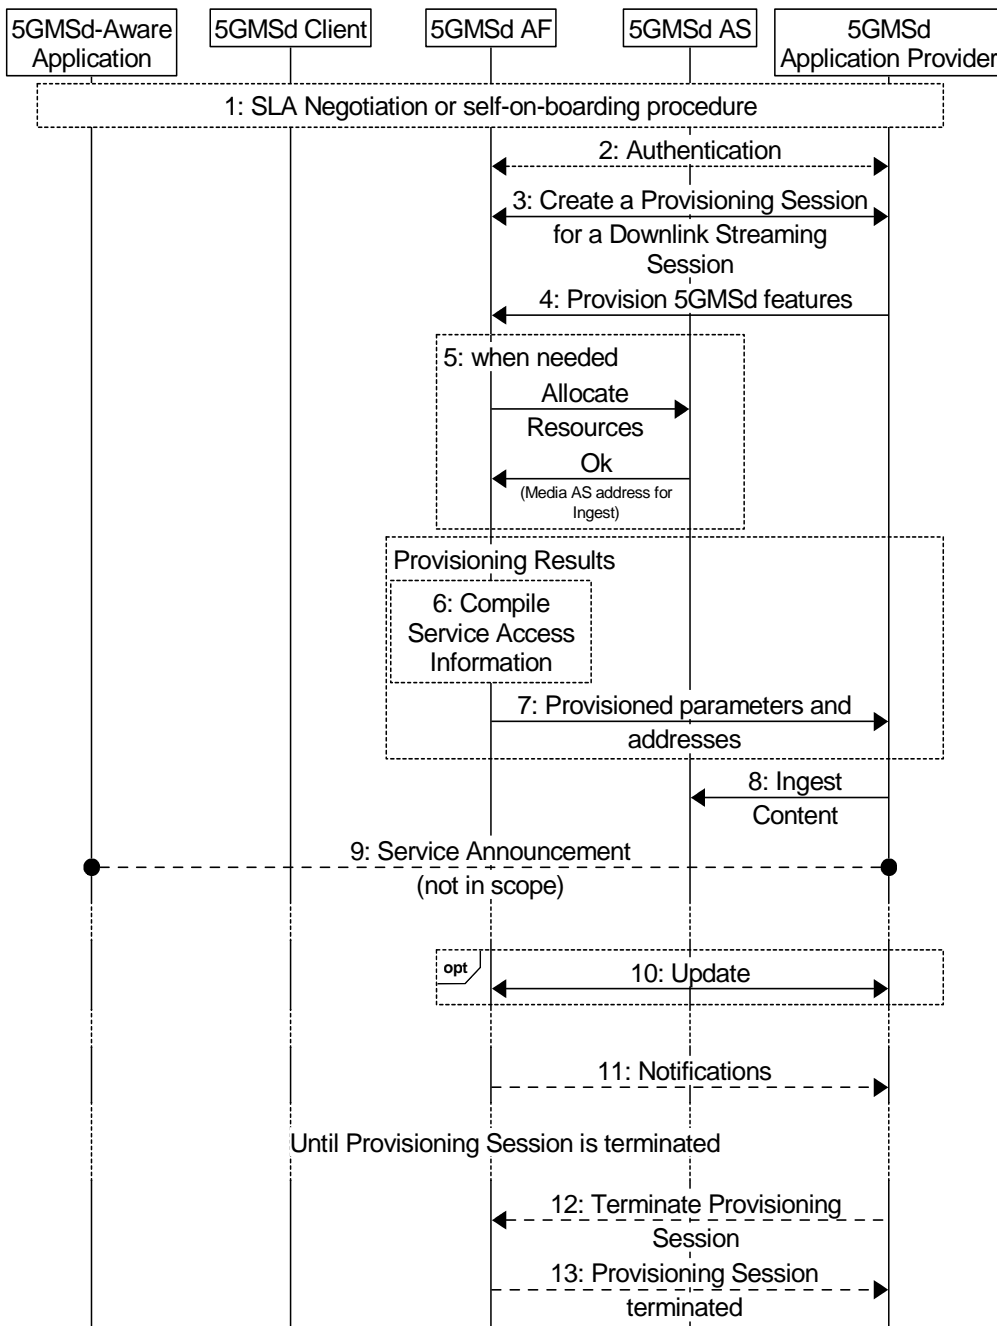 5GMSd-Aware
Application
5GMSd Client
5GMSd AF
5GMSd AS
5GMSd
Application Provider
1: SLA Negotiation or self-on-boarding procedure
2: Authentication
3: Create a Provisioning Session
for a Downlink Streaming
Session
4: Provision 5GMSd features
5: when needed
Allocate
Resources
Ok
(Media AS address for
Ingest)
Provisioning Results
6: Compile
Service Access
Information
7: Provisioned parameters and
addresses
8: Ingest
Content
9: Service Announcement
(not in scope)
opt
10: Update
11: Notifications
Until Provisioning Session is terminated
12: Terminate Provisioning
Session
13: Provisioning Session
terminated